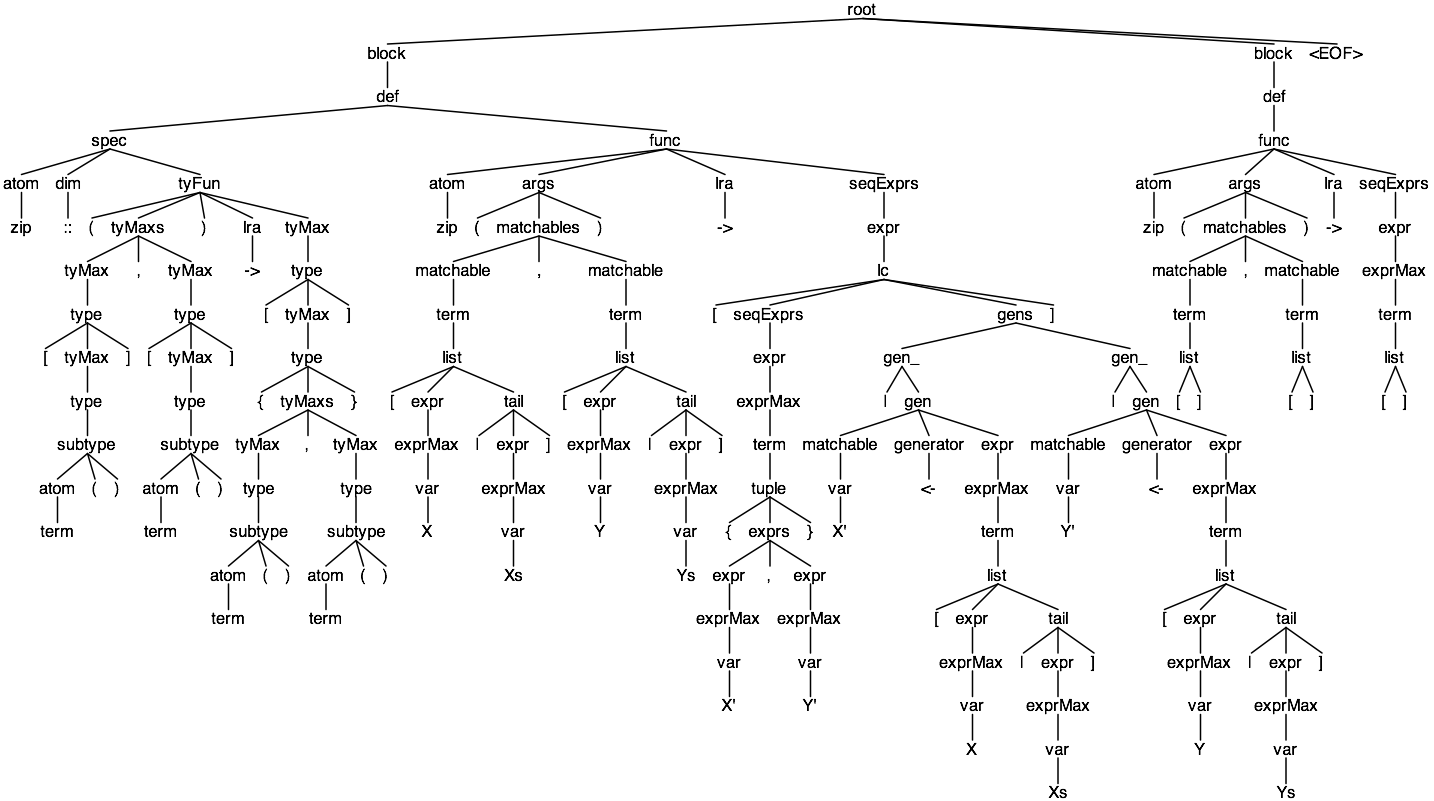 root
block block <EOF>
def def
spec func func
atom dim tyFun atom args lra seqExprs atom args lra seqExprs
zip :: ( tyMaxs ) lra tyMax zip ( matchables ) -> expr zip ( matchables ) -> expr
tyMax , tyMax -> type matchable , matchable lc matchable , matchable exprMax
type type [ tyMax ] term term [ seqExprs gens ] term term term
[ tyMax ] [ tyMax ] type list list expr gen_ gen_ list list list
type type { tyMaxs } [ expr tail [ expr tail exprMax | gen | gen [ ] [ ] [ ]
subtype subtype tyMax , tyMax exprMax | expr ] exprMax | expr ] term matchable generator expr matchable generator expr
atom ( ) atom ( ) type type var exprMax var exprMax tuple var <- exprMax var <- exprMax
term term subtype subtype X var Y var { exprs } X' term Y' term
atom ( ) atom ( ) Xs Ys expr , expr list list
term term exprMax exprMax [ expr tail [ expr tail
var var exprMax | expr ] exprMax | expr ]
X' Y' var exprMax var exprMax
X var Y var
Xs Ys